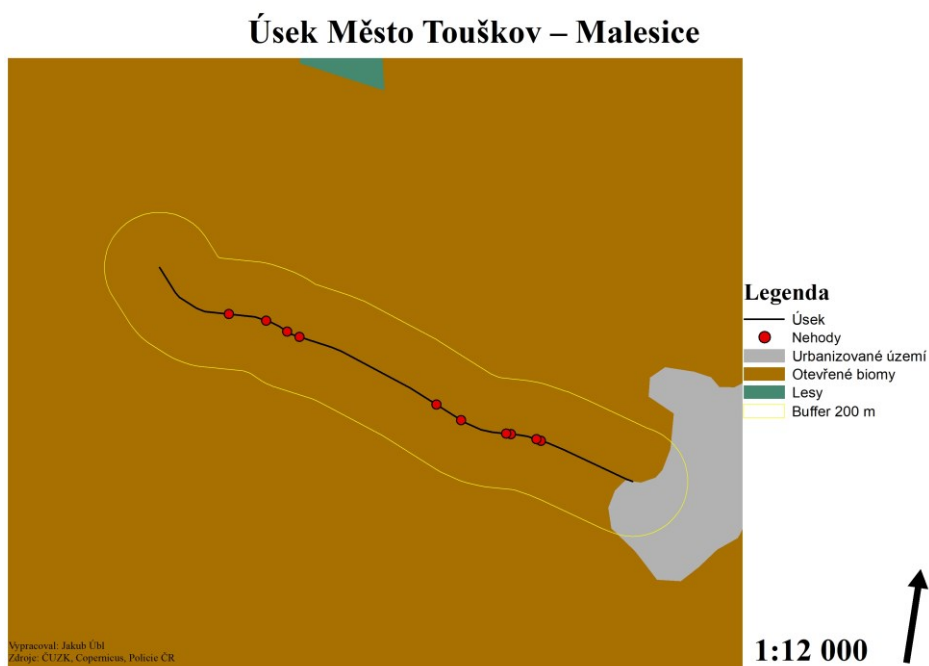 Úsek Město Touškov – Malesice
Legenda
Úsek
Nehody
Urbanizované území
Otevřené biomy
Lesy
Buffer 200 m
Vypracoval: Jakub Übl
Zdroje: ČUZK, Copernicus, Policie ČR
1:12 000